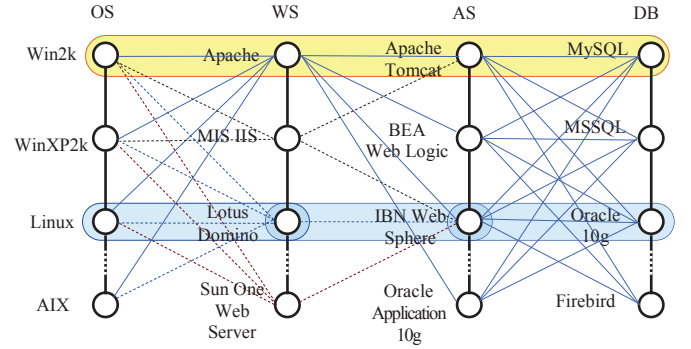 OS WS AS DB
Win2k Apache Apache MySQL
Tomcat
WinXP2k MIS IIS BEA MSSQL
Web Logic
Linux Lotus IBN Web Oracle
Domino Sphere 10g
AIX Sun One Oracle Firebird
Web Application
Server 10g